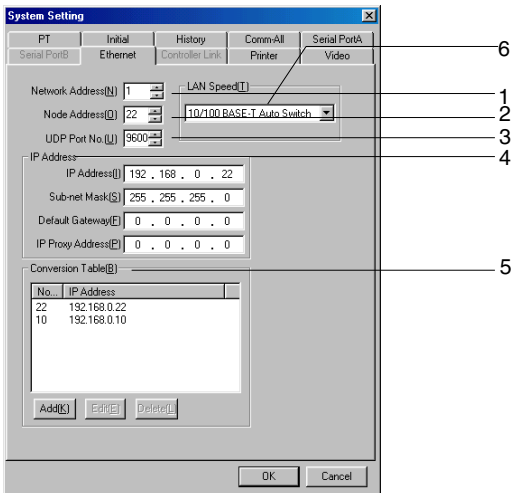 System Setting
PT Initial History Comm-All Serial PortA
Serial PortB Ethernet Controller Link Printer Video
6
Network Address[N] 1
LAN Speed[T]
1
Node Address[O] 22
10/100 BASE-T Auto Switch
2
UDP Port No.[U] 9600
3
IP Address
4
IP Address[I] 192 . 168 . 0 . 22
Sub-net Mask[S] 255 . 255 . 255 . 0
Default Gateway[F] 0 . 0 . 0 . 0
IP Proxy Address[P] 0 . 0 . 0 . 0
Conversion Table[B]
5
No... IP Address
22 192.168.0.22
10 192.168.0.10
Add[K] Edit[E] Delete[L]
OK Cancel